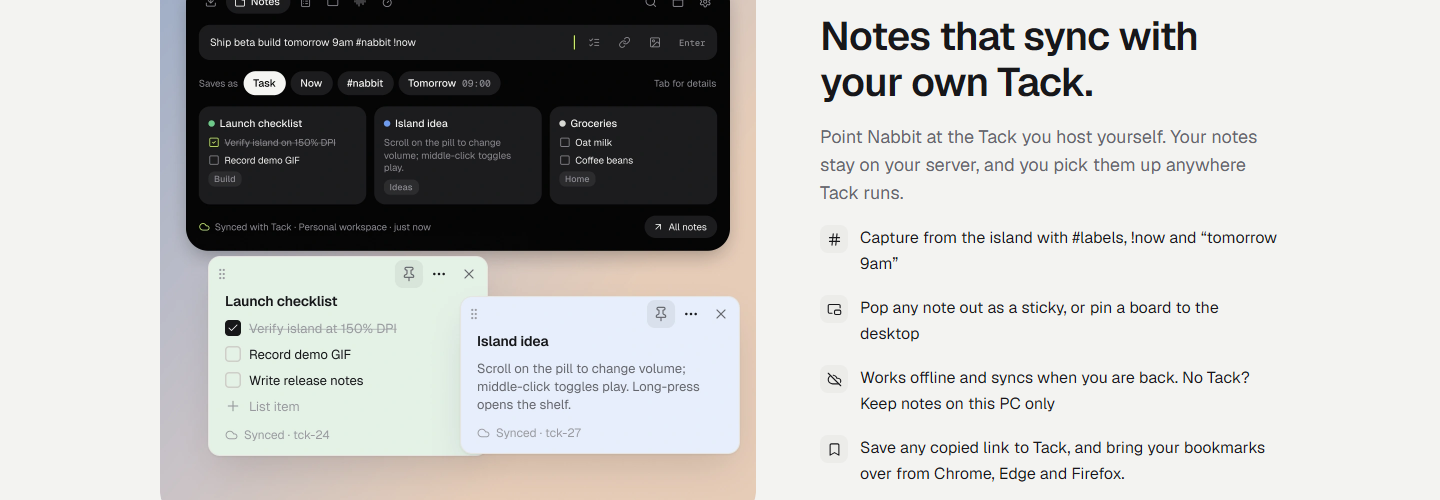 Notes
Ship beta build tomorrow 9am #nabbit !now
Enter
Saves as Task Now #nabbit Tomorrow 09:00 Tab for details
Launch checklist
Verify island on 150% DPI
Record demo GIF
Build
Island idea
Scroll on the pill to change
volume; middle-click toggles
play.
Ideas
Groceries
Oat milk
Coffee beans
Home
Synced with Tack · Personal workspace · just now
All notes
Launch checklist
Verify island at 150% DPI
Record demo GIF
Write release notes
List item
Synced · tck-24
Island idea
Scroll on the pill to change volume;
middle-click toggles play. Long-press
opens the shelf.
Synced · tck-27
Notes that sync with
your own Tack.
Point Nabbit at the Tack you host yourself. Your notes
stay on your server, and you pick them up anywhere
Tack runs.
Capture from the island with #labels, !now and “tomorrow
9am”
Pop any note out as a sticky, or pin a board to the
desktop
Works offline and syncs when you are back. No Tack?
Keep notes on this PC only
Save any copied link to Tack, and bring your bookmarks
over from Chrome, Edge and Firefox.